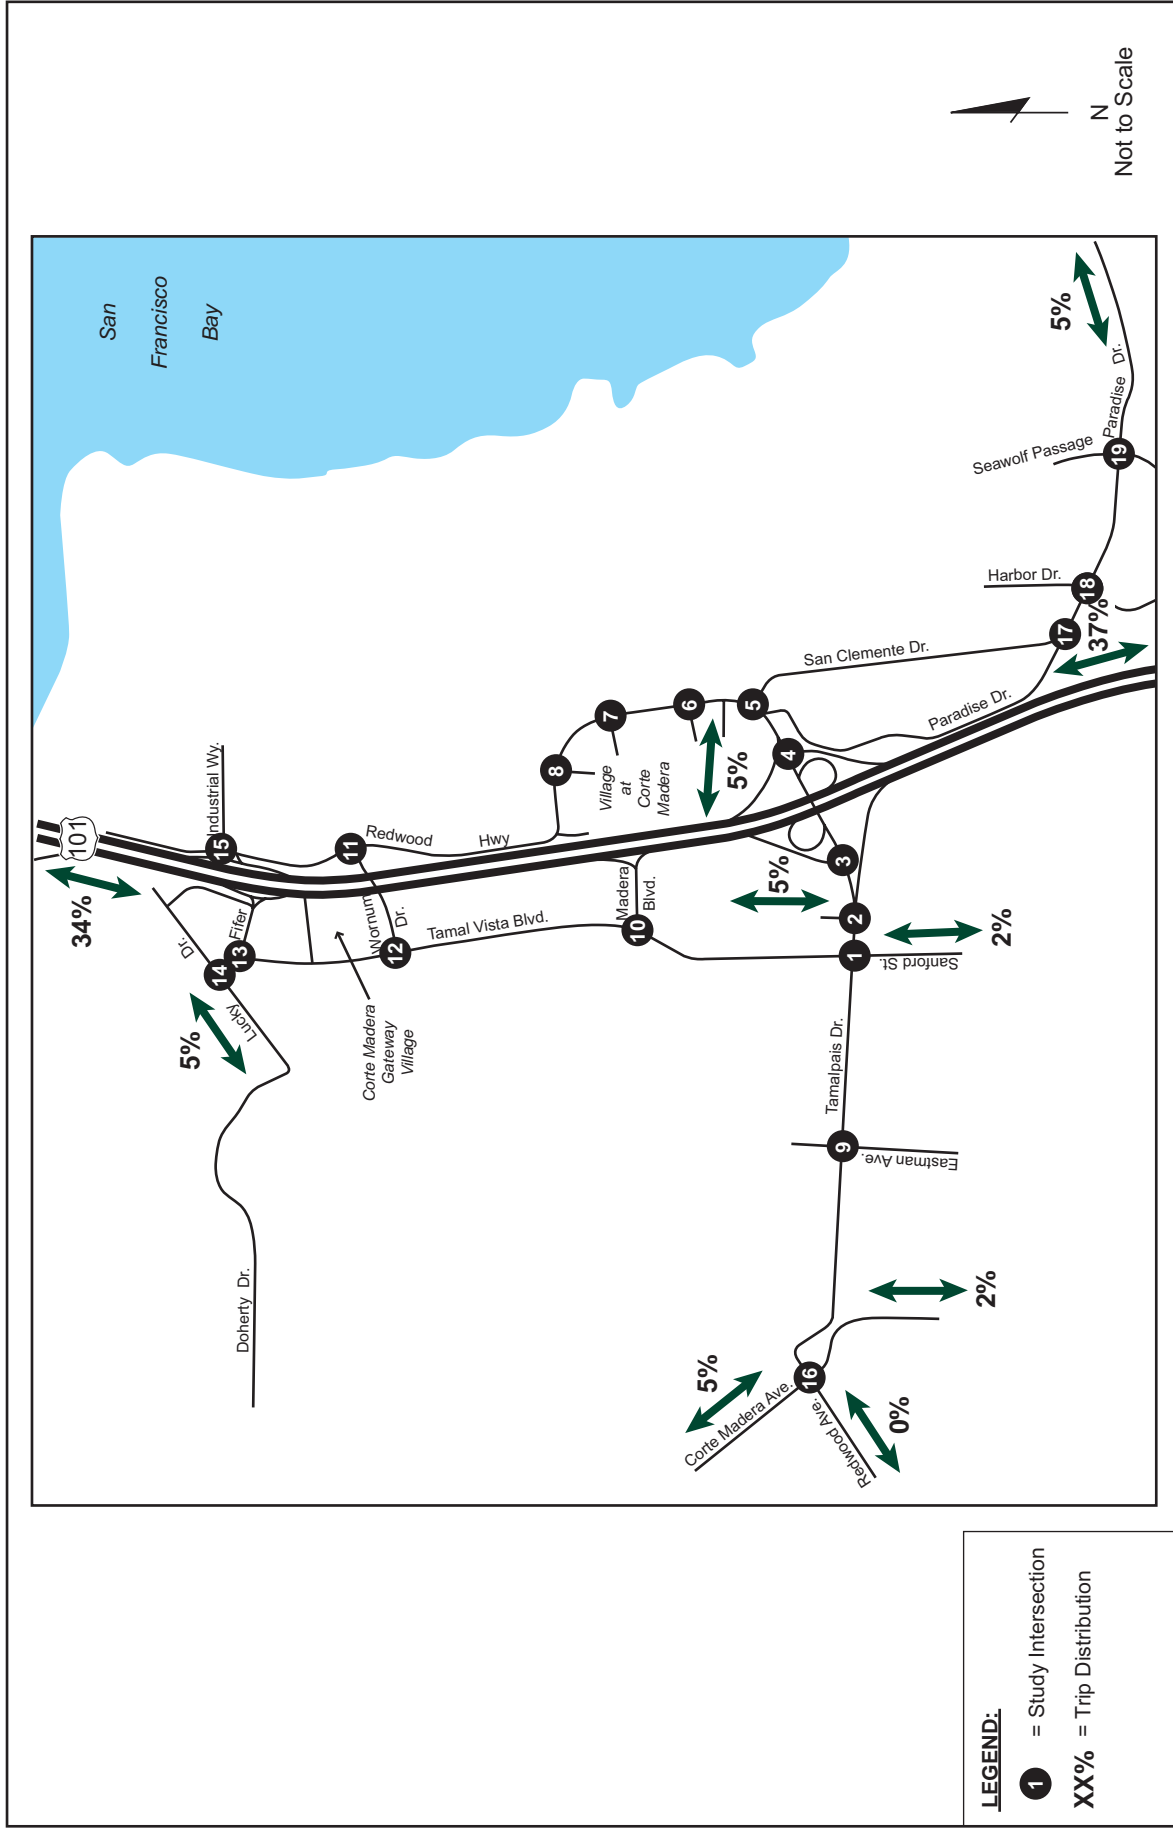 San
Francisco
Bay
N
Not to Scale
101
34%
Industrial Wy.
Dr.
Fifer
Lucky
5%
Doherty Dr.
Wornum
Dr.
Redwood
Hwy
Corte Madera
Gateway
Village
Tamal Vista Blvd.
Madera
Blvd.
Village
at
Corte
Madera
5%
5%
San Clemente Dr.
Paradise Dr.
Harbor Dr.
Seawolf Passage
Paradise Dr.
5%
37%
2%
Sanford St.
Tamalpais Dr.
Eastman Ave.
2%
5%
Corte Madera Ave.
Redwood Ave.
0%
1
2
3
4
5
6
7
8
9
10
11
12
13
14
15
16
17
18
19
LEGEND:
1 = Study Intersection
XX% = Trip Distribution